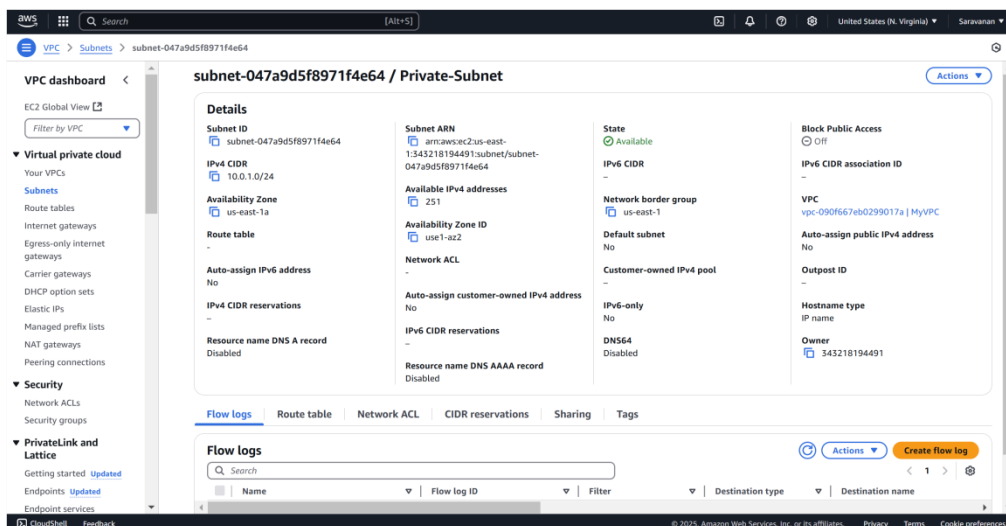 aws
Search
[Alt+S]
United States (N. Virginia)
Saravanan
VPC > Subnets > subnet-047a9d5f8971f4e64
VPC dashboard
EC2 Global View
Filter by VPC
Virtual private cloud
Your VPCs
Subnets
Route tables
Internet gateways
Egress-only internet
gateways
Carrier gateways
DHCP option sets
Elastic IPs
Managed prefix lists
NAT gateways
Peering connections
Security
Network ACLs
Security groups
PrivateLink and
Lattice
Getting started Updated
Endpoints Updated
Endpoint services
subnet-047a9d5f8971f4e64 / Private-Subnet
Actions
Details
Subnet ID
subnet-047a9d5f8971f4e64
IPv4 CIDR
10.0.1.0/24
Availability Zone
us-east-1a
Route table
-
Auto-assign IPv6 address
No
IPv4 CIDR reservations
–
Resource name DNS A record
Disabled
Subnet ARN
arn:aws:ec2:us-east-
1:343218194491:subnet/subnet-
047a9d5f8971f4e64
Available IPv4 addresses
251
Availability Zone ID
use1-az2
Network ACL
-
Auto-assign customer-owned IPv4 address
No
IPv6 CIDR reservations
–
Resource name DNS AAAA record
Disabled
State
Available
IPv6 CIDR
–
Network border group
us-east-1
Default subnet
No
Customer-owned IPv4 pool
–
IPv6-only
No
DNS64
Disabled
Block Public Access
Off
IPv6 CIDR association ID
–
VPC
vpc-090f667eb0299017a | MyVPC
Auto-assign public IPv4 address
No
Outpost ID
–
Hostname type
IP name
Owner
343218194491
Flow logs
Route table
Network ACL
CIDR reservations
Sharing
Tags
Flow logs
Actions
Create flow log
Search
1
Name
Flow log ID
Filter
Destination type
Destination name
CloudShell
Feedback
© 2025, Amazon Web Services, Inc. or its affiliates.
Privacy
Terms
Cookie preferences